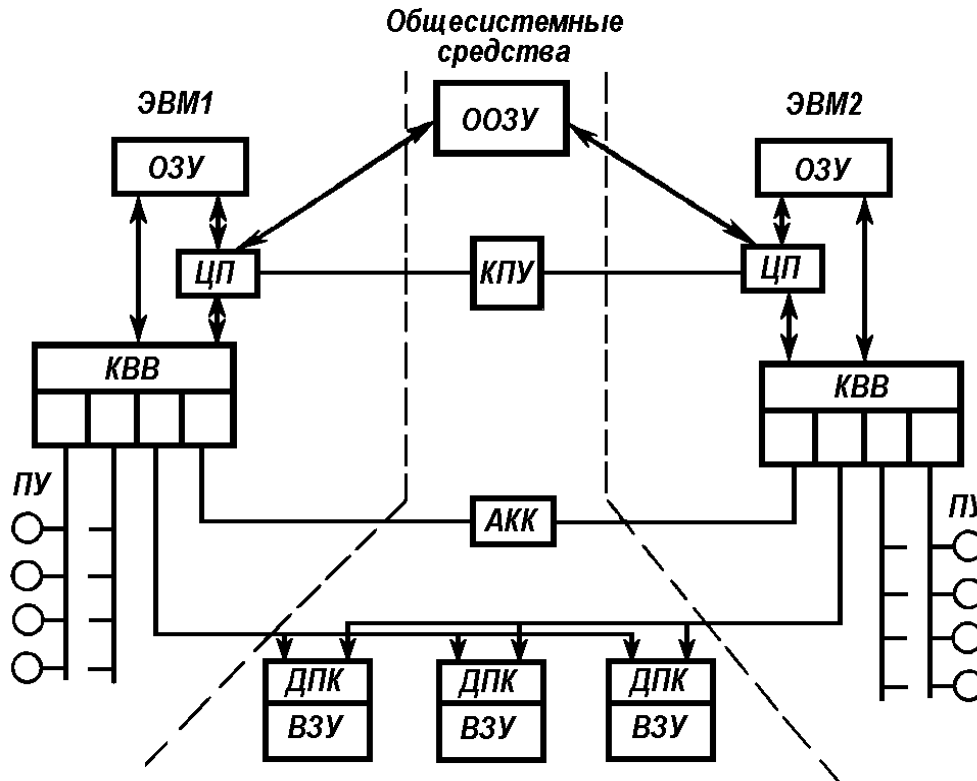 Общесистемные
средства
ЭВМ1
ООЗУ
ЭВМ2
ОЗУ
ОЗУ
ЦП
КПУ
ЦП
КВВ
КВВ
ПУ
АКК
ПУ
ДПК
ДПК
ДПК
ВЗУ
ВЗУ
ВЗУ